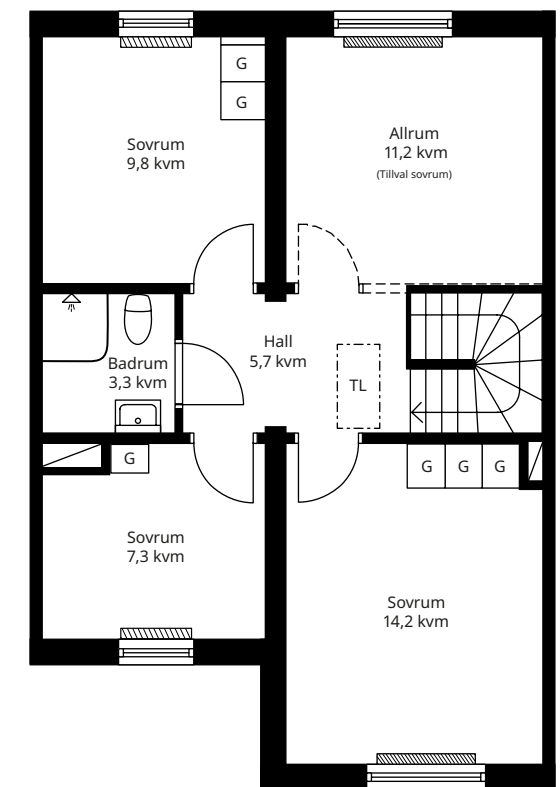 G
G
Sovrum
9,8 kvm
Allrum
11,2 kvm
(Tillval sovrum)
Hall
5,7 kvm
Badrum
3,3 kvm
TL
G
G
G
G
Sovrum
7,3 kvm
Sovrum
14,2 kvm